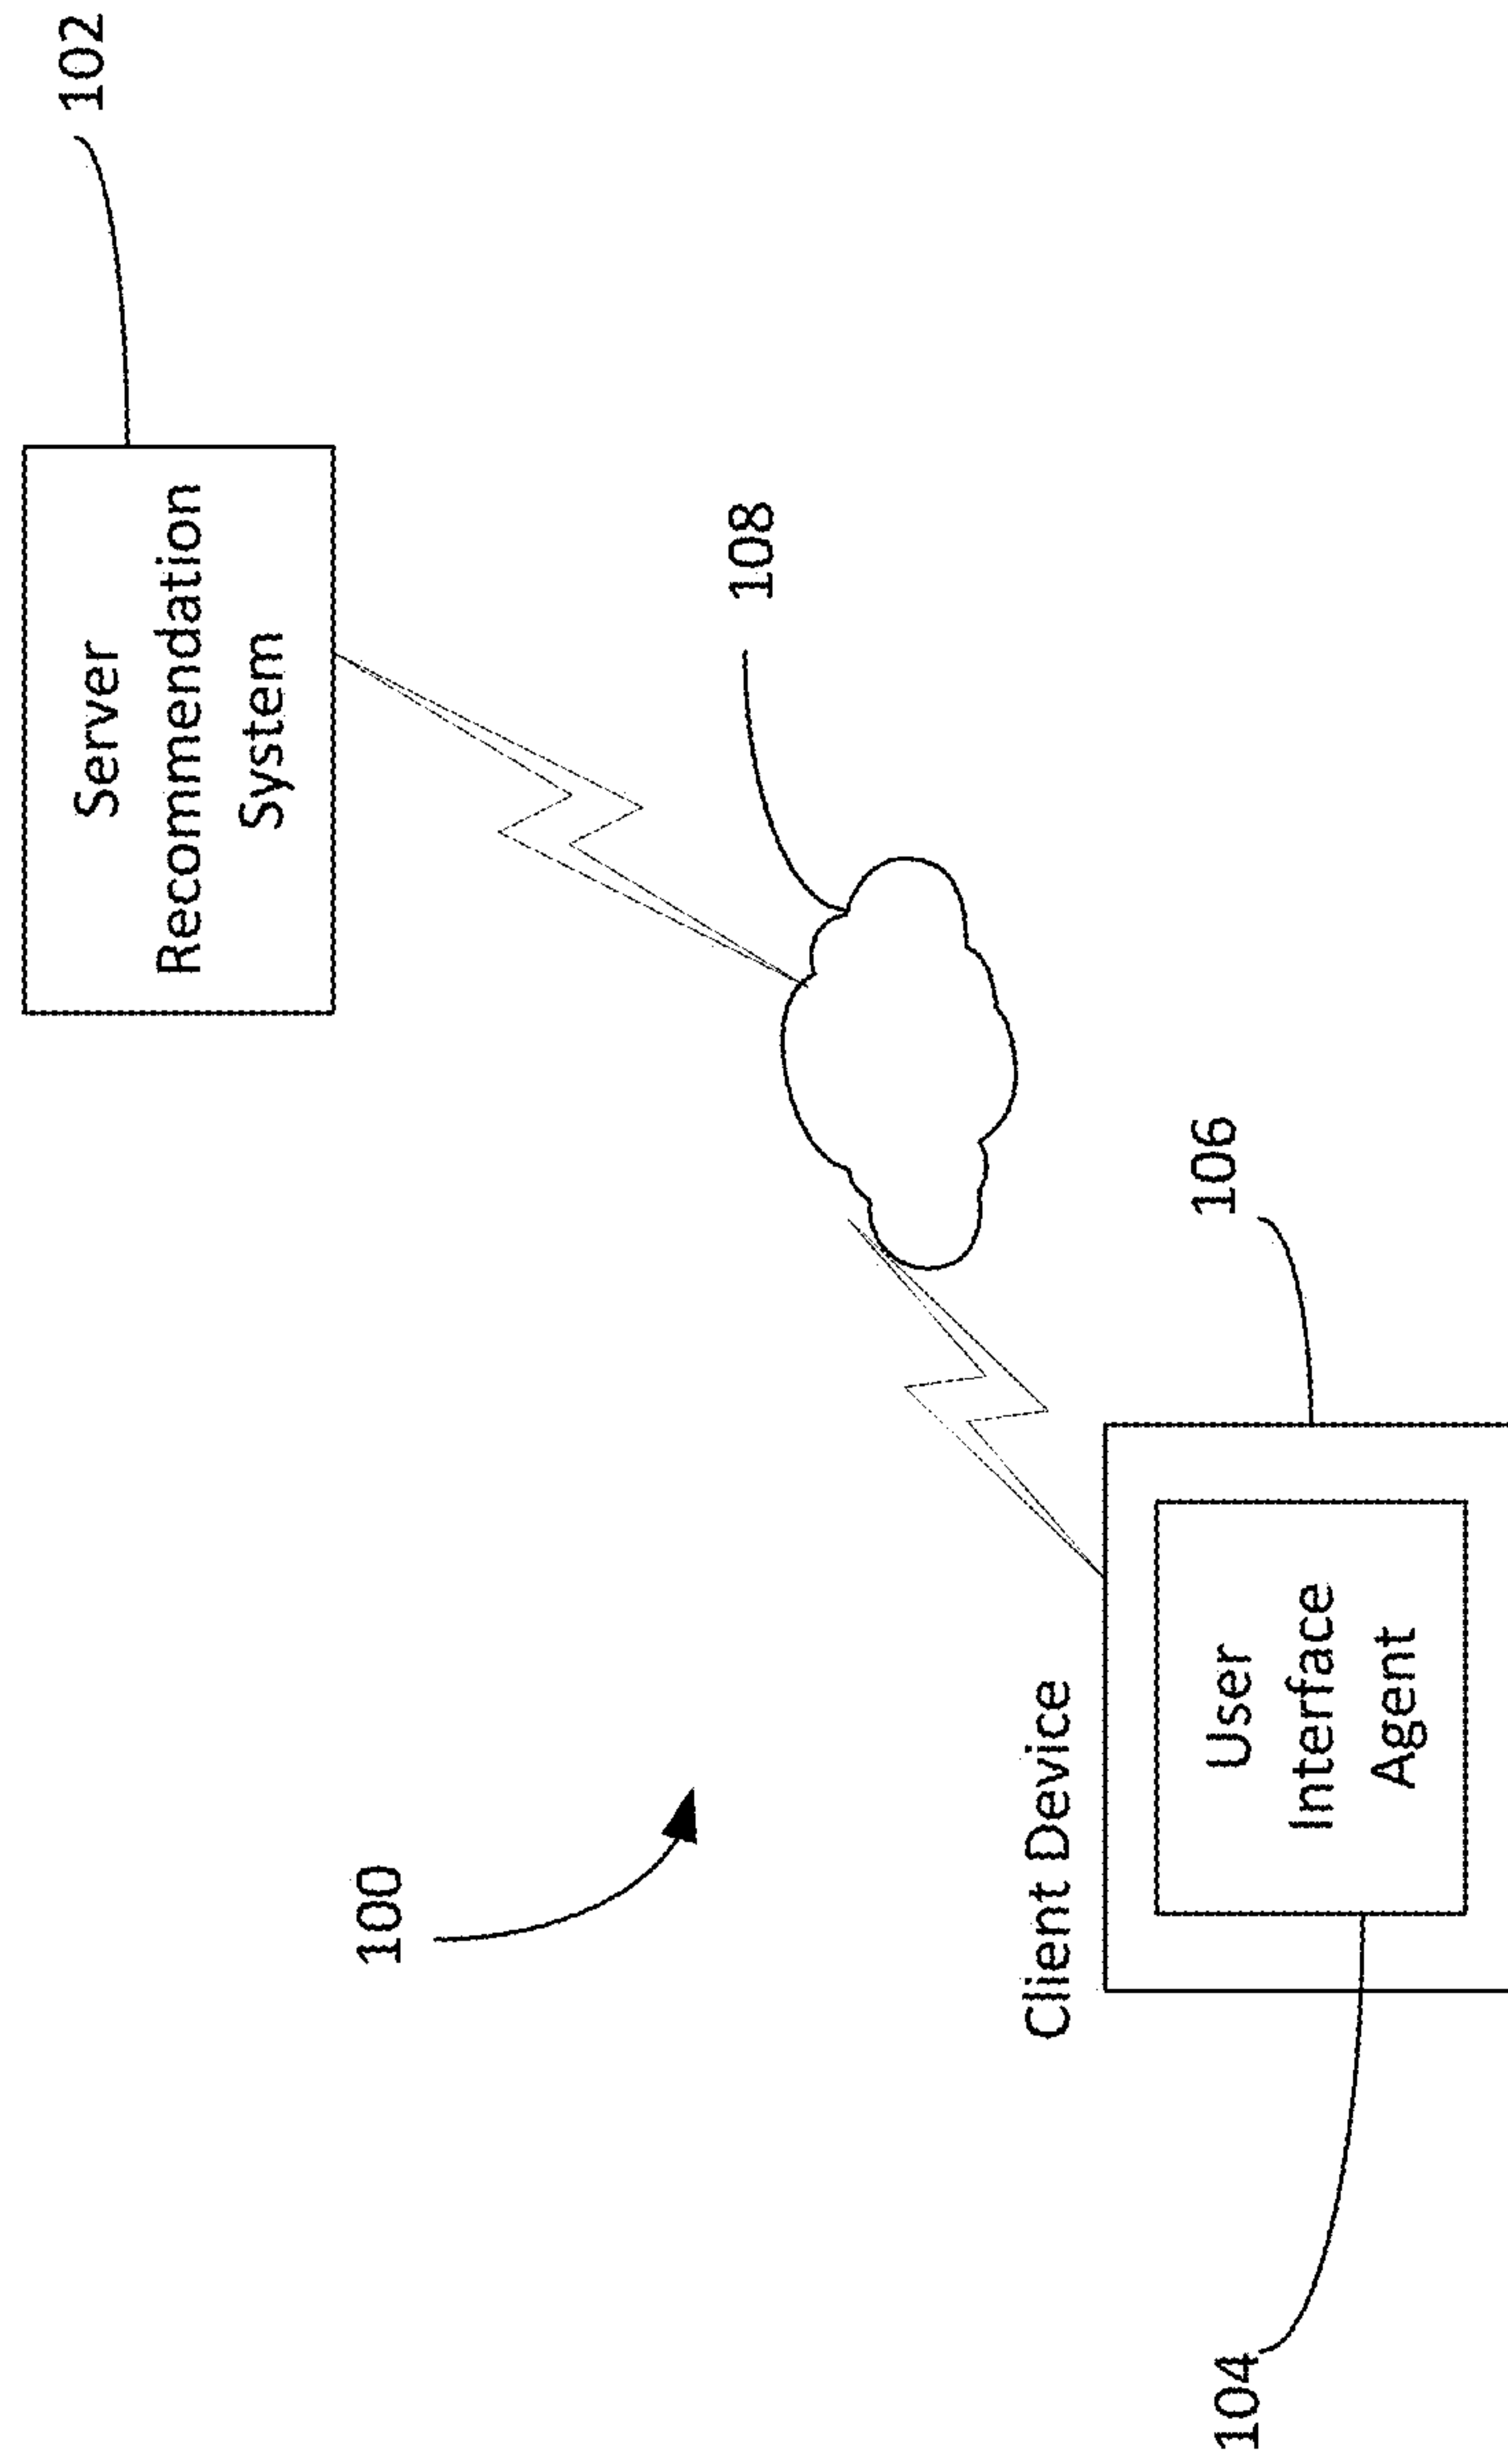 102
Server
Recommendation
System
108
100
106
Client Device
User
Interface
Agent
104